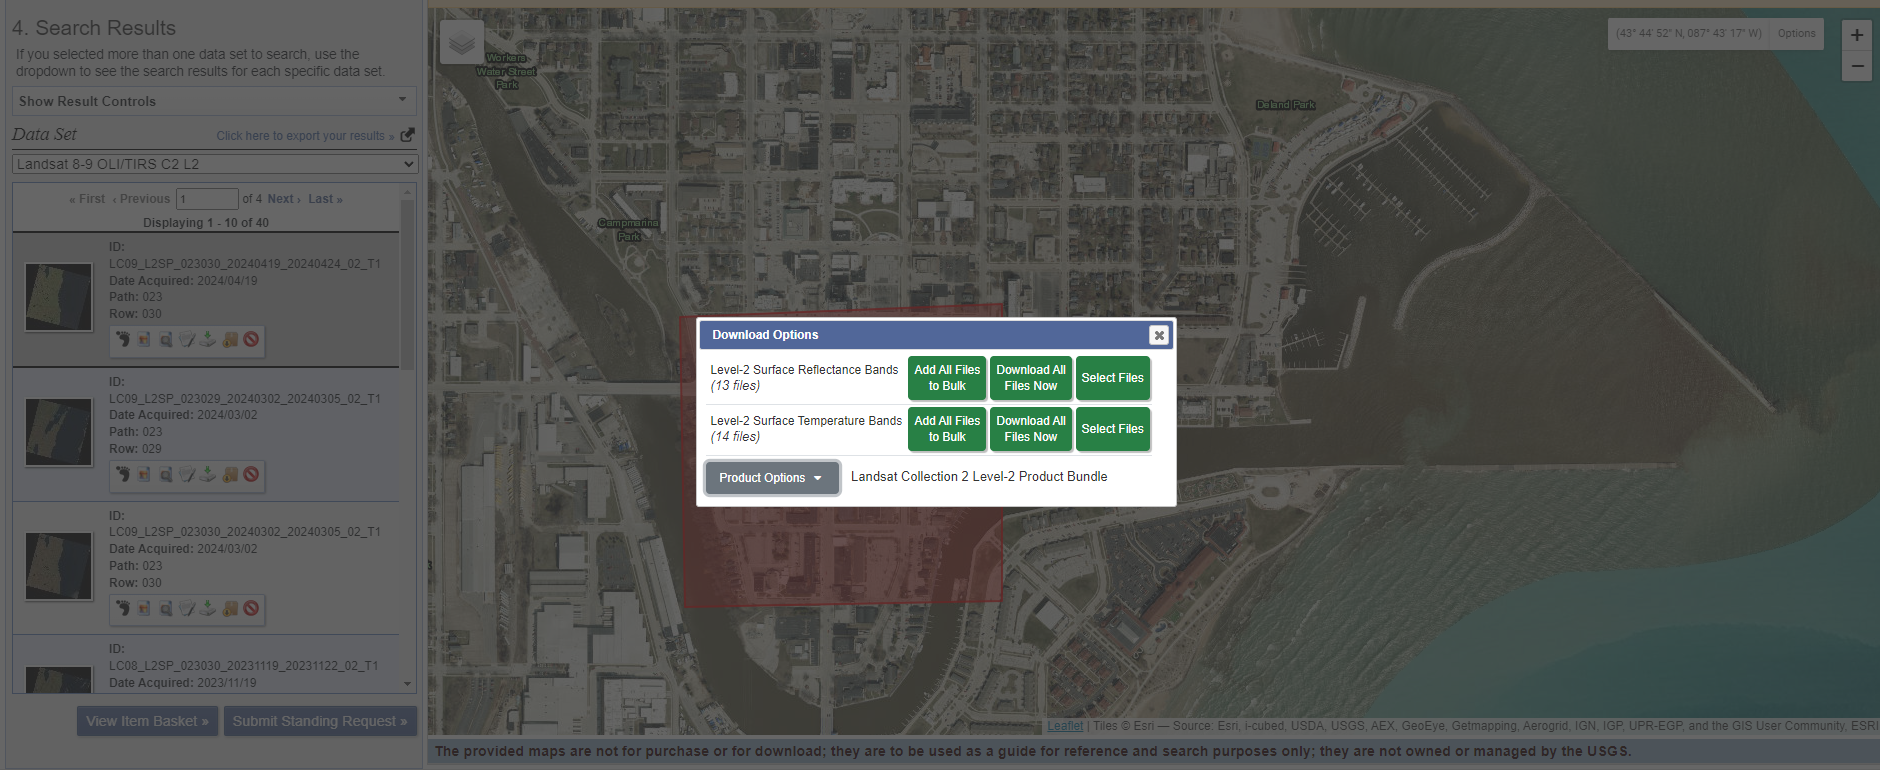 4. Search Results
If you selected more than one data set to search, use the
dropdown to see the search results for each specific data set.
Show Result Controls
Data Set
Click here to export your results »
Landsat 8-9 OLI/TIRS C2 L2
« First ‹ Previous 1 of 4 Next › Last »
Displaying 1 - 10 of 40
ID:
LC09_L2SP_023030_20240419_20240424_02_T1
Date Acquired: 2024/04/19
Path: 023
Row: 030
ID:
LC09_L2SP_023029_20240302_20240305_02_T1
Date Acquired: 2024/03/02
Path: 023
Row: 029
ID:
LC09_L2SP_023030_20240302_20240305_02_T1
Date Acquired: 2024/03/02
Path: 023
Row: 030
ID:
LC08_L2SP_023030_20231119_20231122_02_T1
Date Acquired: 2023/11/19
View Item Basket »
Submit Standing Request »
Workers
Water Street
Park
Campmarina
Park
Deland Park
(43° 44' 52" N, 087° 43' 17" W)
Options
+
−
Download Options
Level-2 Surface Reflectance Bands
(13 files)
Add All Files
to Bulk
Download All
Files Now
Select Files
Level-2 Surface Temperature Bands
(14 files)
Add All Files
to Bulk
Download All
Files Now
Select Files
Product Options
Landsat Collection 2 Level-2 Product Bundle
Leaflet | Tiles © Esri — Source: Esri, i-cubed, USDA, USGS, AEX, GeoEye, Getmapping, Aerogrid, IGN, IGP, UPR-EGP, and the GIS User Community, ESRI
The provided maps are not for purchase or for download; they are to be used as a guide for reference and search purposes only; they are not owned or managed by the USGS.